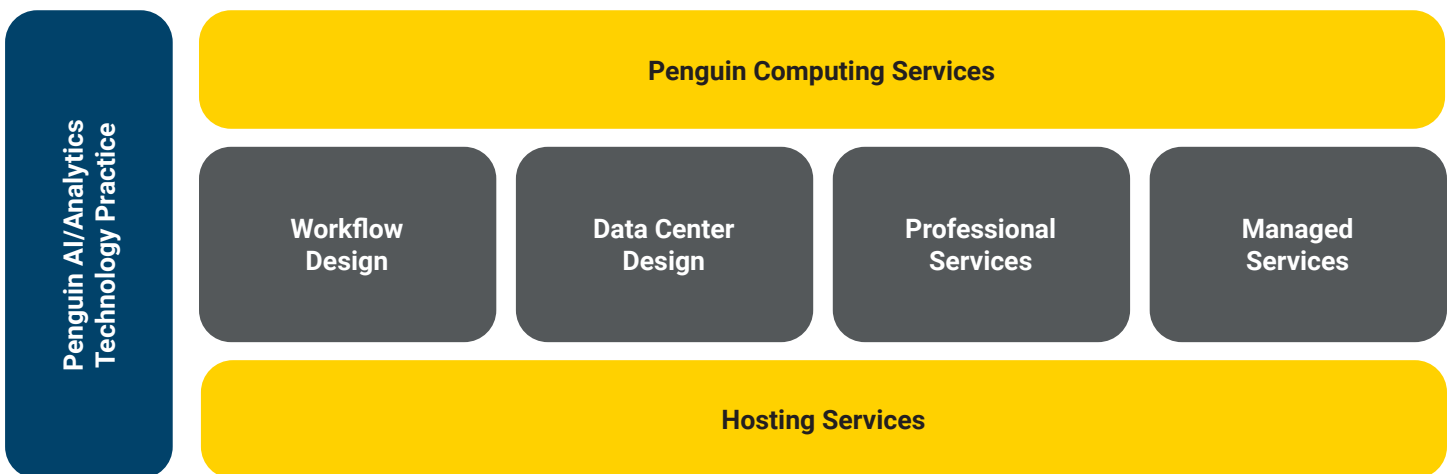 Penguin AI/Analytics
Technology Practice
Penguin Computing Services
Workflow
Design
Data Center
Design
Professional
Services
Managed
Services
Hosting Services